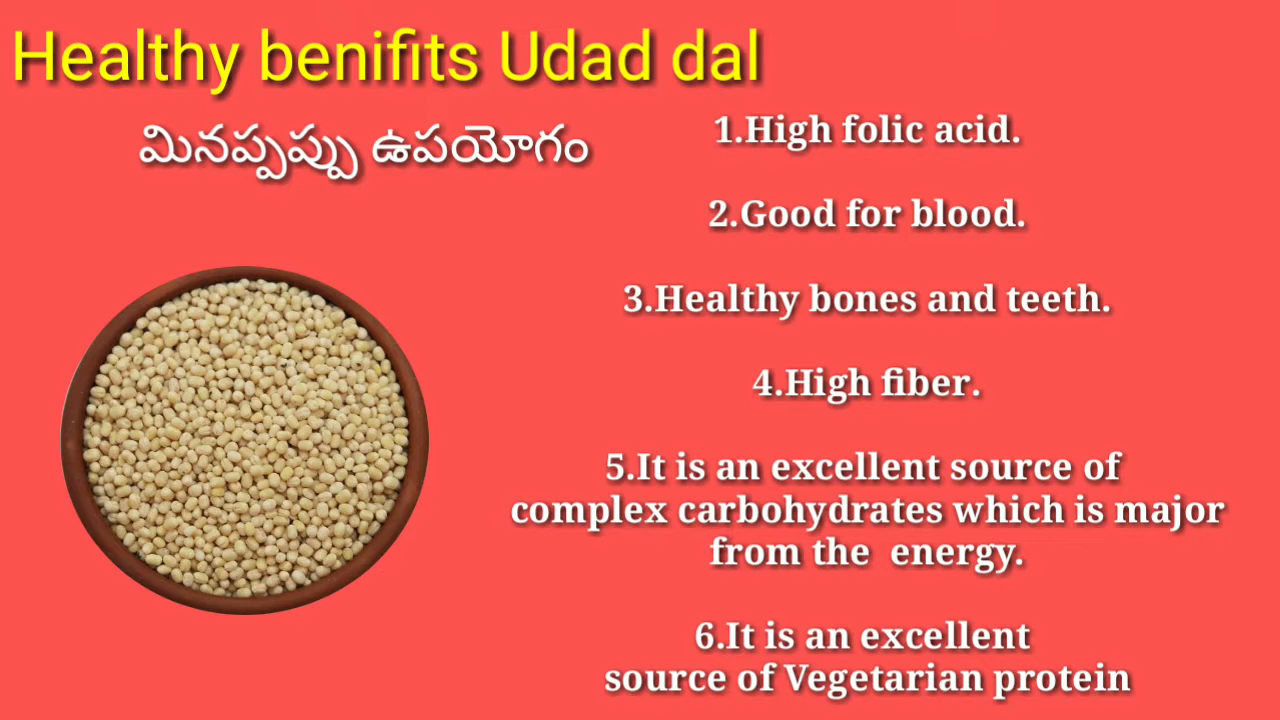 Healthy benifits Udad dal
మినప్పప్పు ఉపయోగం
1.High folic acid.
2.Good for blood.
3.Healthy bones and teeth.
4.High fiber.
5.It is an excellent source of
complex carbohydrates which is major
from the  energy.
6.It is an excellent
source of Vegetarian protein